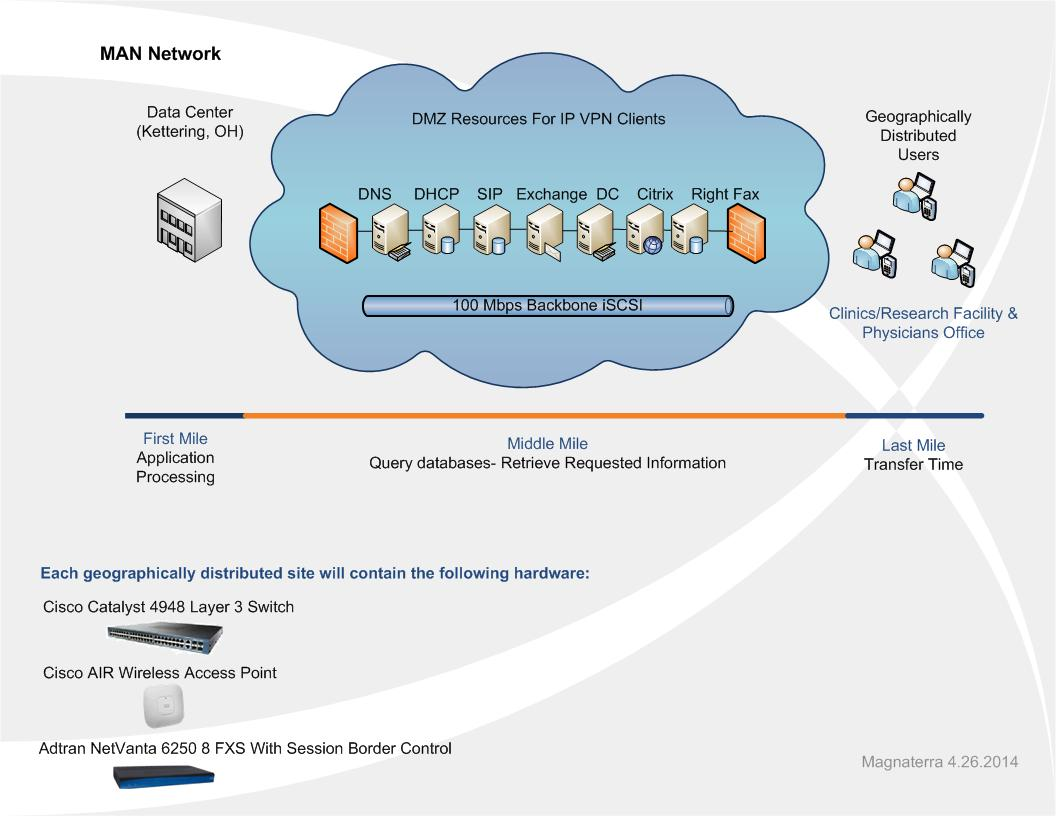 MAN Network
Data Center
(Kettering, OH)
DMZ Resources For IP VPN Clients
Geographically
Distributed
Users
DNS DHCP SIP Exchange DC Citrix Right Fax
100 Mbps Backbone iSCSI
Clinics/Research Facility &
Physicians Office
First Mile
Application
Processing
Middle Mile
Query databases- Retrieve Requested Information
Last Mile
Transfer Time
Each geographically distributed site will contain the following hardware:
Cisco Catalyst 4948 Layer 3 Switch
Cisco AIR Wireless Access Point
Adtran NetVanta 6250 8 FXS With Session Border Control
Magnaterra 4.26.2014